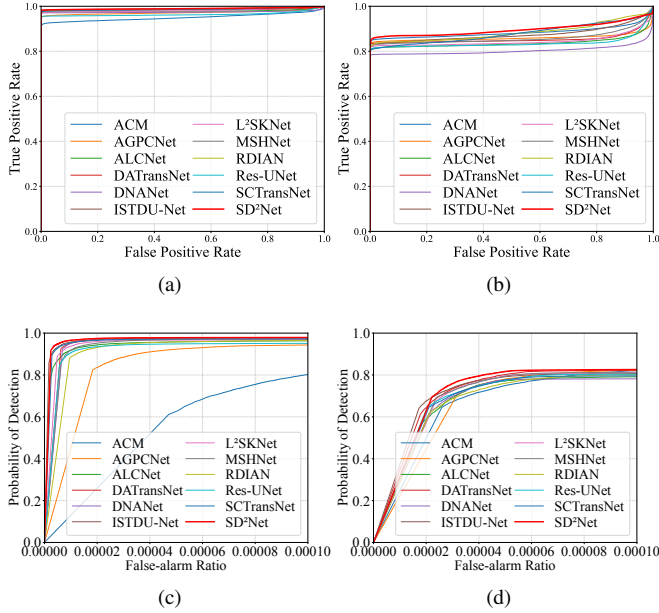 1.0
0.8
0.6
0.4
0.2
0.0
True Positive Rate
ACM L²SKNet
AGPCNet MSHNet
ALCNet RDIAN
DATransNet Res-UNet
DNANet SCTransNet
ISTDU-Net SD²Net
0.0 0.2 0.4 0.6 0.8 1.0
False Positive Rate
(a)
1.0
0.8
0.6
0.4
0.2
0.0
True Positive Rate
ACM L²SKNet
AGPCNet MSHNet
ALCNet RDIAN
DATransNet Res-UNet
DNANet SCTransNet
ISTDU-Net SD²Net
0.0 0.2 0.4 0.6 0.8 1.0
False Positive Rate
(b)
1.0
0.8
0.6
0.4
0.2
0.0
Probability of Detection
ACM L²SKNet
AGPCNet MSHNet
ALCNet RDIAN
DATransNet Res-UNet
DNANet SCTransNet
ISTDU-Net SD²Net
0.00000 0.00002 0.00004 0.00006 0.00008 0.00010
False-alarm Ratio
(c)
1.0
0.8
0.6
0.4
0.2
0.0
Probability of Detection
ACM L²SKNet
AGPCNet MSHNet
ALCNet RDIAN
DATransNet Res-UNet
DNANet SCTransNet
ISTDU-Net SD²Net
0.00000 0.00002 0.00004 0.00006 0.00008 0.00010
False-alarm Ratio
(d)